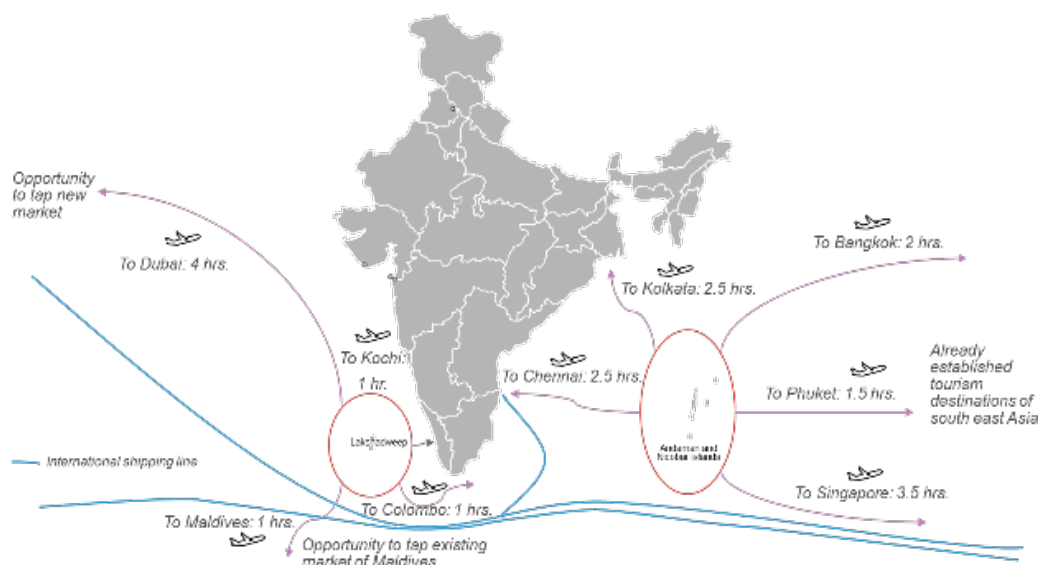 Opportunity
to tap new
market
To Dubai: 4 hrs.
To Kochi:
1 hr.
Lakshadweep
International shipping line
To Maldives: 1 hrs.
To Colombo: 1 hrs.
Opportunity to tap existing
market of Maldives
To Kolkata: 2.5 hrs.
To Chennai: 2.5 hrs.
To Bangkok: 2 hrs.
To Phuket: 1.5 hrs.
Already
established
tourism
destinations of
south east Asia
Andaman and
Nicobar Islands
To Singapore: 3.5 hrs.